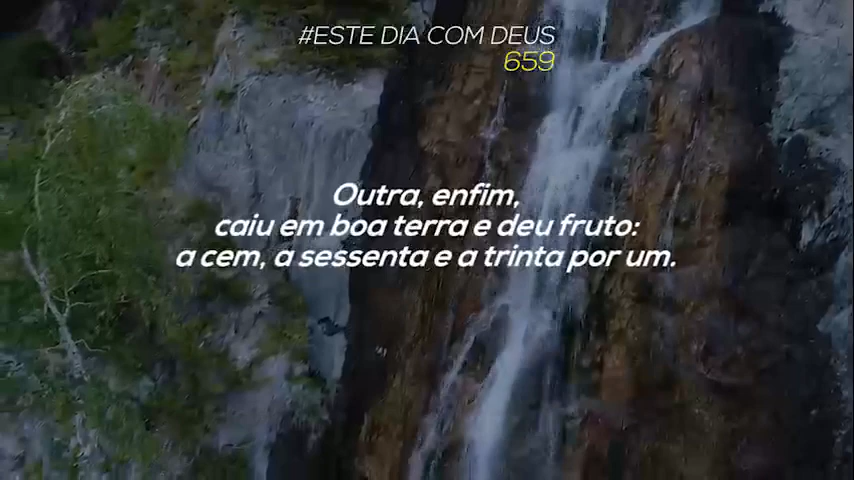 #ESTE DIA COM DEUS
659
Outra, enfim,
caiu em boa terra e deu fruto:
a cem, a sessenta e a trinta por um.